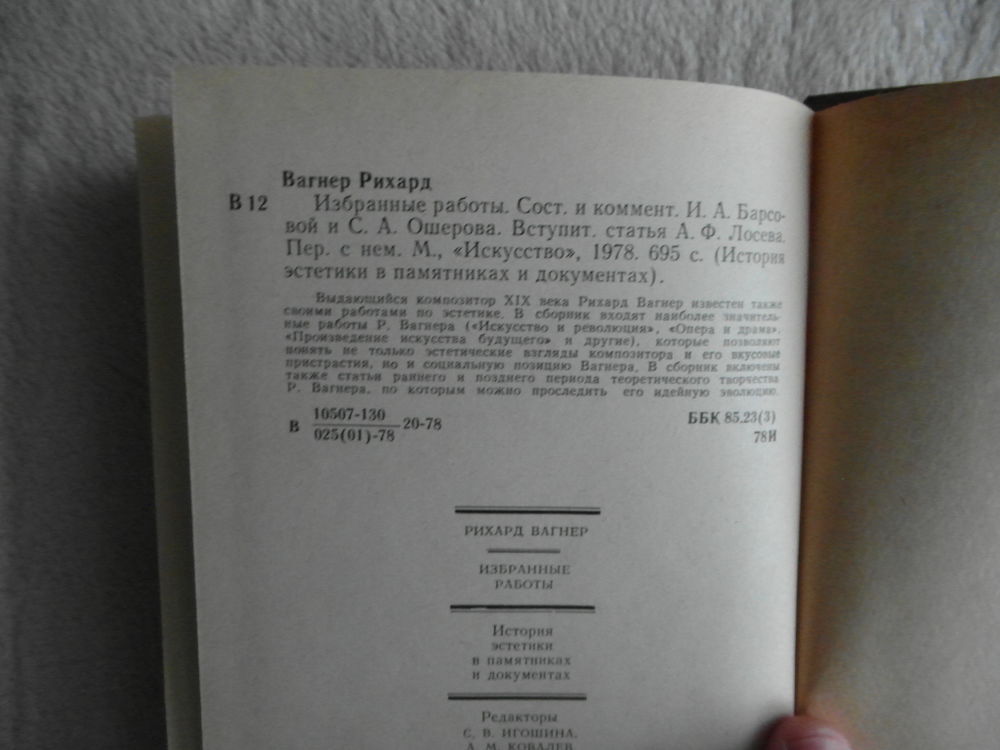 Вагнер Рихард
В 12 Избранные работы. Сост. и коммент. И. А. Барсо-
вой и С. А. Ошерова. Вступит. статья А. Ф. Лосева.
Пер. с нем. М., «Искусство», 1978. 695 с. (История
эстетики в памятниках и документах).
Выдающийся композитор XIX века Рихард Вагнер известен также
своими работами по эстетике. В сборник входят наиболее значитель-
ные работы Р. Вагнера («Искусство и революция», «Опера и драма»,
«Произведение искусства будущего» и другие), которые позволяют
понять не только эстетические взгляды композитора и его вкусовые
пристрастия, но и социальную позицию Вагнера. В сборник включены
также статьи раннего и позднего периода теоретического творчества
Р. Вагнера, по которым можно проследить его идейную эволюцию.
В 10507-130 / 025(01)-78 20-78
ББК 85.23(3)
78И
РИХАРД ВАГНЕР
ИЗБРАННЫЕ
РАБОТЫ
История
эстетики
в памятниках
и документах
Редакторы
С. В. ИГОШИНА,
А. М. КОВАЛЕВ,